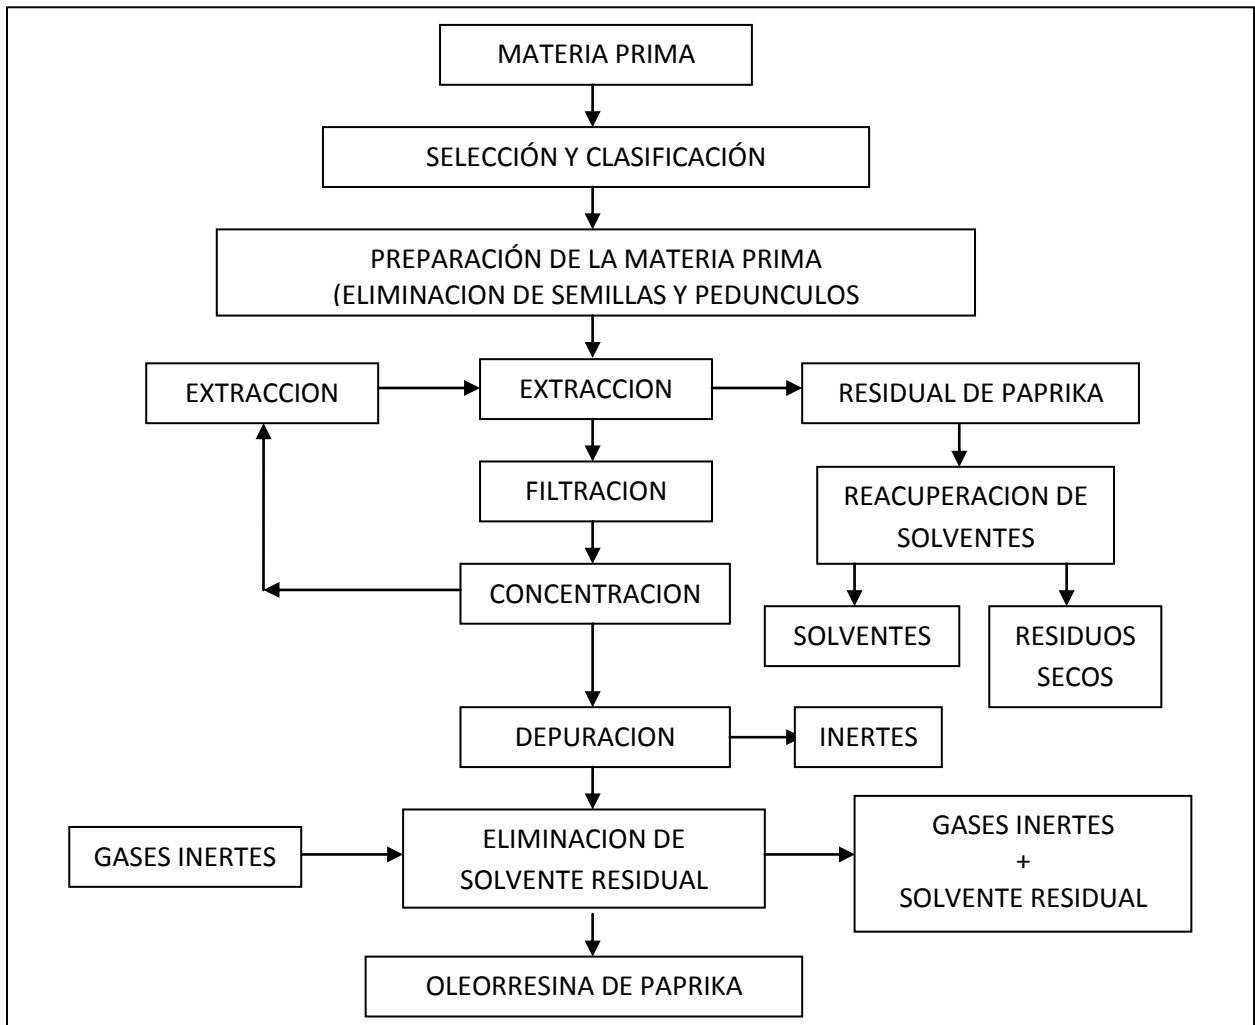 MATERIA PRIMA
SELECCIÓN Y CLASIFICACIÓN
PREPARACIÓN DE LA MATERIA PRIMA
(ELIMINACION DE SEMILLAS Y PEDUNCULOS
EXTRACCION
EXTRACCION
RESIDUAL DE PAPRIKA
FILTRACION
REACUPERACION DE
SOLVENTES
CONCENTRACION
SOLVENTES
RESIDUOS
SECOS
DEPURACION
INERTES
GASES INERTES
ELIMINACION DE
SOLVENTE RESIDUAL
GASES INERTES
+
SOLVENTE RESIDUAL
OLEORRESINA DE PAPRIKA